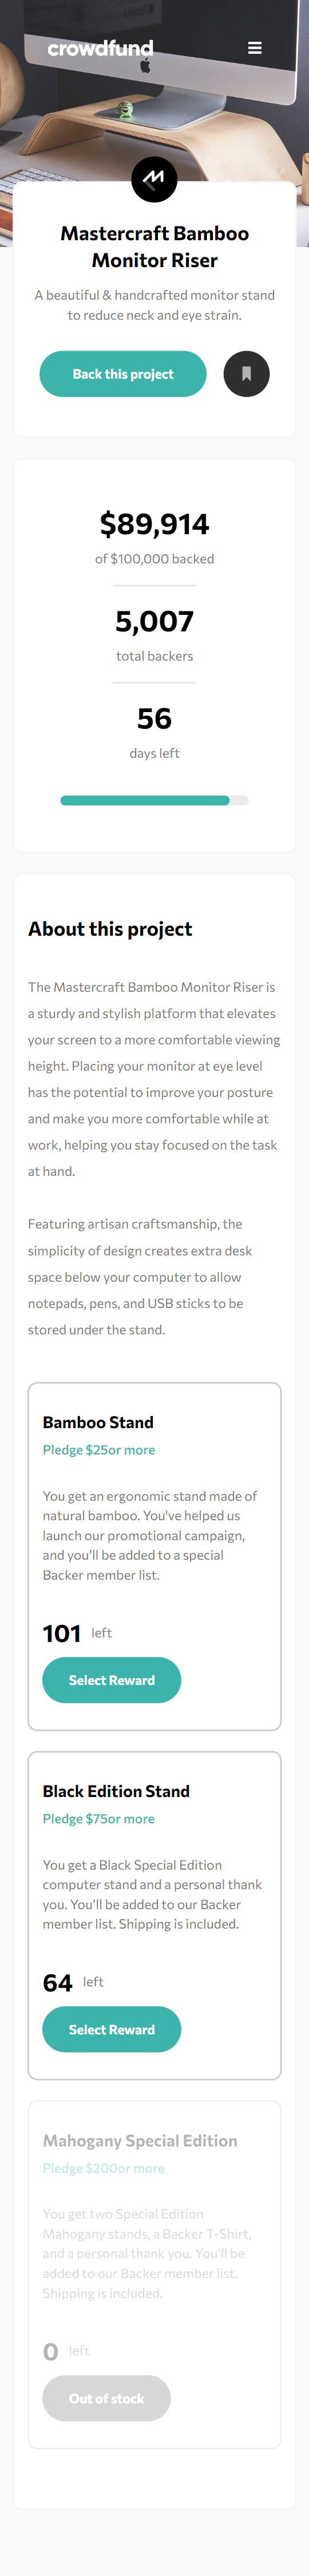 crowdfund
Mastercraft Bamboo
Monitor Riser
A beautiful & handcrafted monitor stand
to reduce neck and eye strain.
Back this project
$89,914
of $100,000 backed
5,007
total backers
56
days left
About this project
The Mastercraft Bamboo Monitor Riser is
a sturdy and stylish platform that elevates
your screen to a more comfortable viewing
height. Placing your monitor at eye level
has the potential to improve your posture
and make you more comfortable while at
work, helping you stay focused on the task
at hand.
Featuring artisan craftsmanship, the
simplicity of design creates extra desk
space below your computer to allow
notepads, pens, and USB sticks to be
stored under the stand.
Bamboo Stand
Pledge $25or more
You get an ergonomic stand made of
natural bamboo. You've helped us
launch our promotional campaign,
and you'll be added to a special
Backer member list.
101 left
Select Reward
Black Edition Stand
Pledge $75or more
You get a Black Special Edition
computer stand and a personal thank
you. You'll be added to our Backer
member list. Shipping is included.
64 left
Select Reward
Mahogany Special Edition
Pledge $200or more
You get two Special Edition
Mahogany stands, a Backer T-Shirt,
and a personal thank you. You'll be
added to our Backer member list.
Shipping is included.
0 left
Out of stock